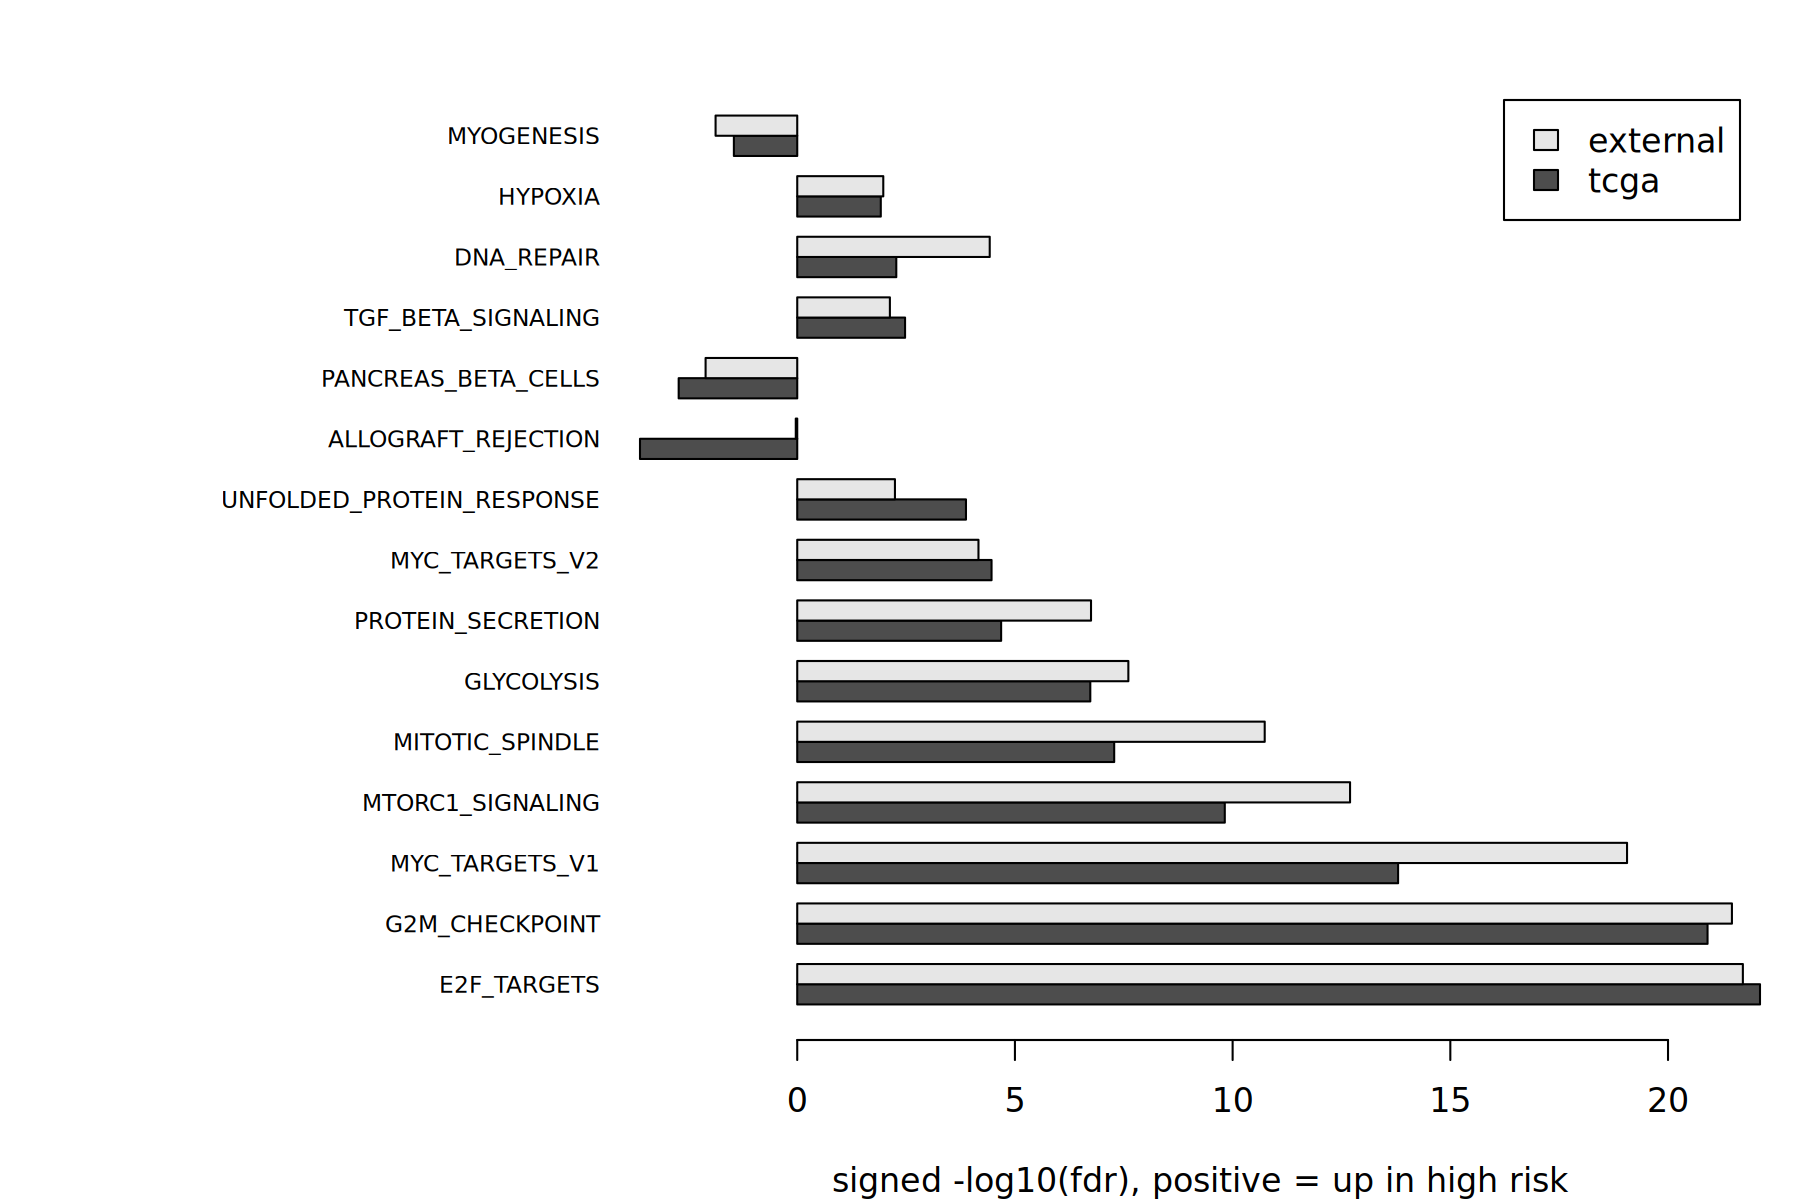 external
tcga
MYOGENESIS
HYPOXIA
DNA_REPAIR
TGF_BETA_SIGNALING
PANCREAS_BETA_CELLS
ALLOGRAFT_REJECTION
UNFOLDED_PROTEIN_RESPONSE
MYC_TARGETS_V2
PROTEIN_SECRETION
GLYCOLYSIS
MITOTIC_SPINDLE
MTORC1_SIGNALING
MYC_TARGETS_V1
G2M_CHECKPOINT
E2F_TARGETS
0 5 10 15 20
signed -log10(fdr), positive = up in high risk